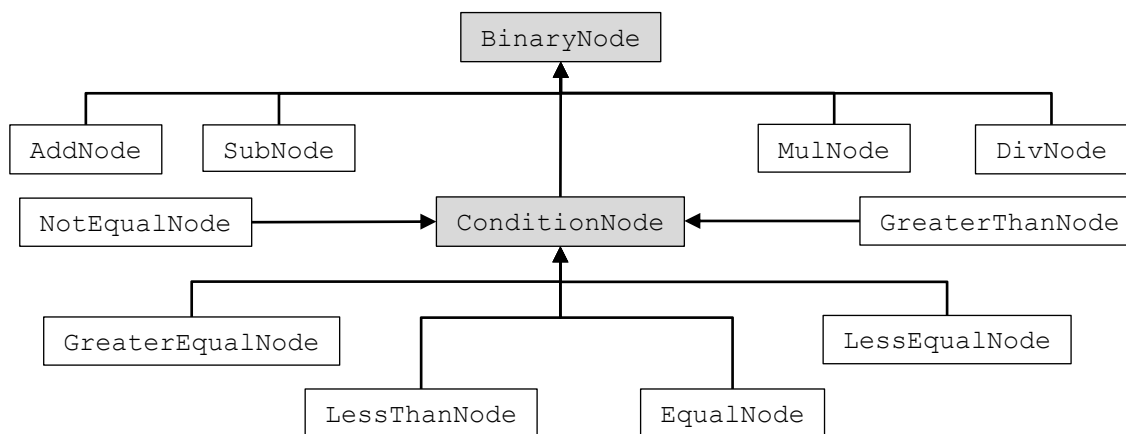 BinaryNode
AddNode
SubNode
MulNode
DivNode
NotEqualNode
ConditionNode
GreaterThanNode
GreaterEqualNode
LessEqualNode
LessThanNode
EqualNode